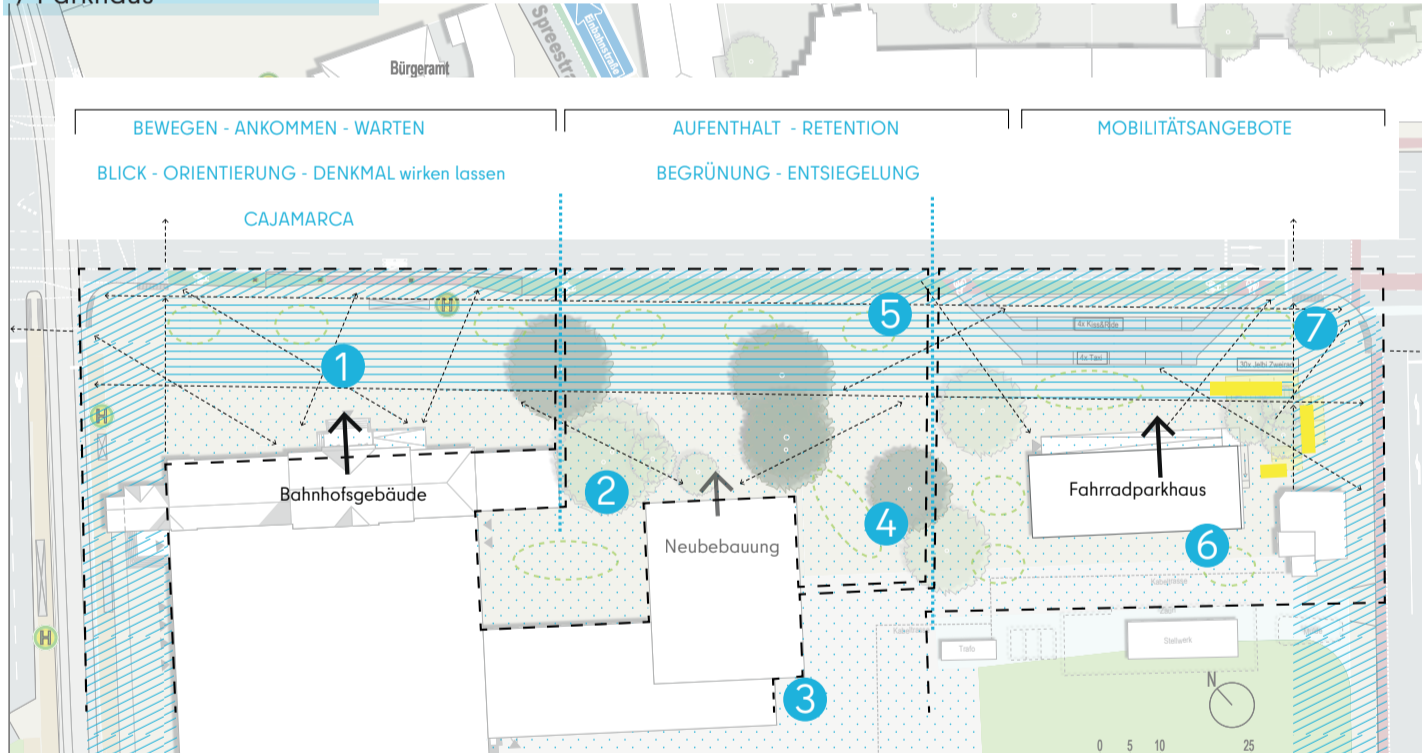 Parkhaus
Bürgeramt
Spreestra
Einbahnstraße
BEWEGEN - ANKOMMEN - WARTEN
BLICK - ORIENTIERUNG - DENKMAL wirken lassen
CAJAMARCA
AUFENTHALT - RETENTION
BEGRÜNUNG - ENTSIEGELUNG
MOBILITÄTSANGEBOTE
H
5
7
4x Kiss&Ride
4x Taxi
30x Jelbi Zweirad
1
H
2
Bahnhofsgebäude
4
Neubebauung
Fahrradparkhaus
6
H
Trafo
Stellwerk
3
N
0 5 10 25